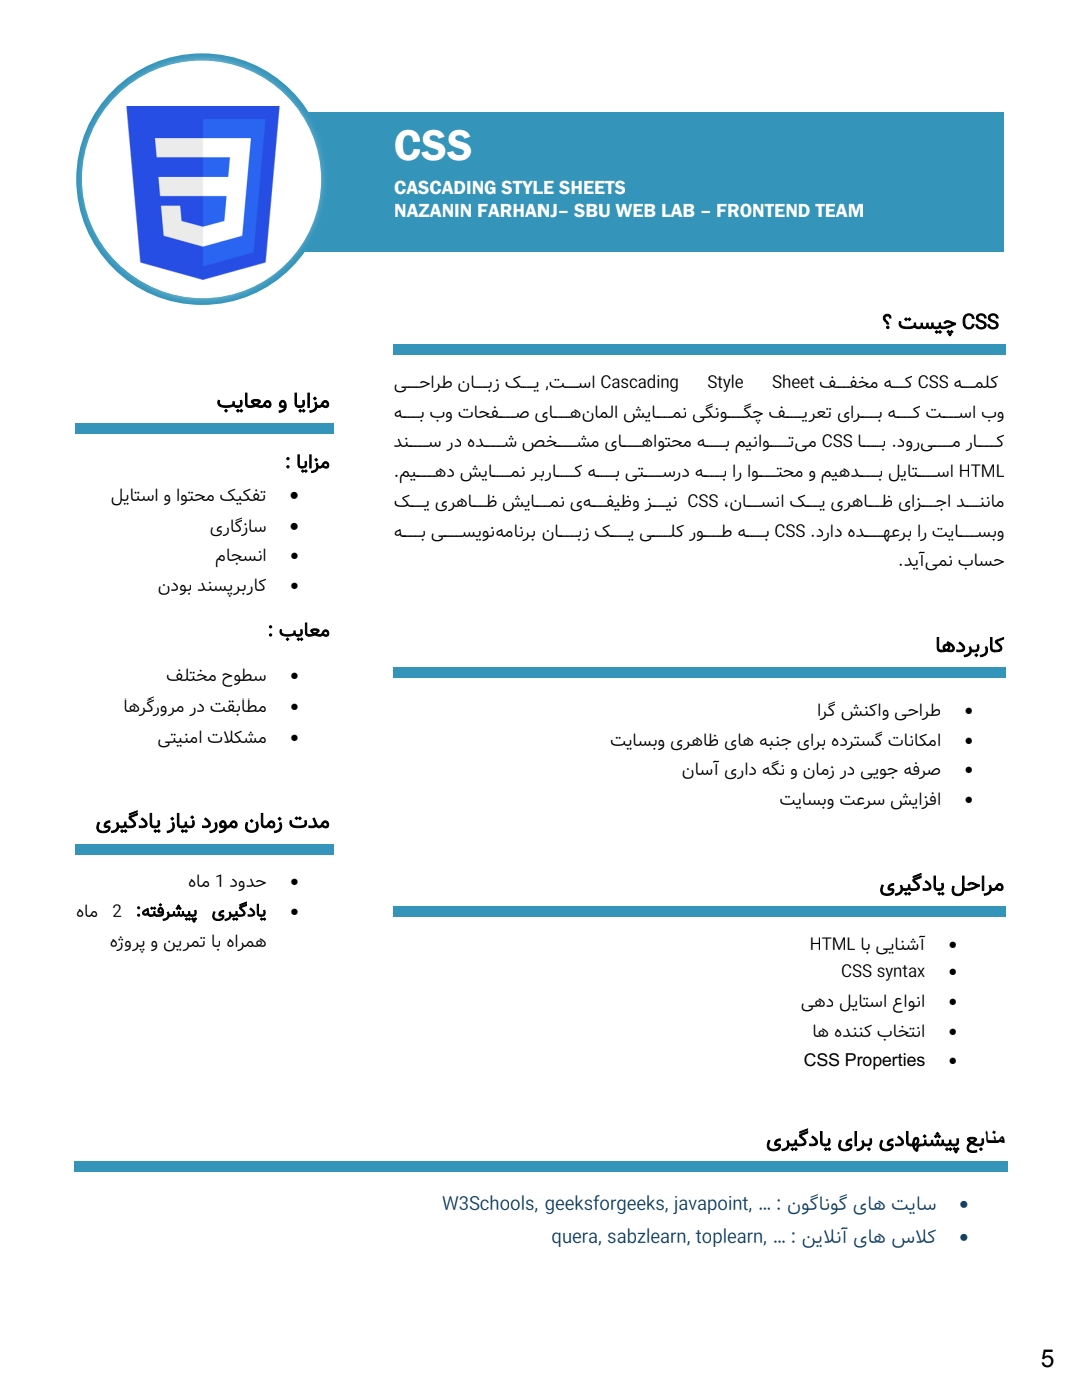 CSS
CASCADING STYLE SHEETS
NAZANIN FARHANJ– SBU WEB LAB – FRONTEND TEAM
CSS چیست ؟
کلمه CSS که مخفف Cascading Style Sheet است, یک زبان طراحی
وب است که برای تعریف چگونگی نمایش المان‌های صفحات وب به
کار می‌رود. با CSS می‌توانیم به محتواهای مشخص شده در سند
HTML استایل بدهیم و محتوا را به درستی به کاربر نمایش دهیم.
مانند اجزای ظاهری یک انسان، CSS نیز وظیفه‌ی نمایش ظاهری یک
وبسایت را برعهده دارد. CSS به طور کلی یک زبان برنامه‌نویسی به
حساب نمی‌آید.
کاربردها
• طراحی واکنش گرا
• امکانات گسترده برای جنبه های ظاهری وبسایت
• صرفه جویی در زمان و نگه داری آسان
• افزایش سرعت وبسایت
مراحل یادگیری
• آشنایی با HTML
• CSS syntax
• انواع استایل دهی
• انتخاب کننده ها
• CSS Properties
مزایا و معایب
مزایا :
• تفکیک محتوا و استایل
• سازگاری
• انسجام
• کاربرپسند بودن
معایب :
• سطوح مختلف
• مطابقت در مرورگرها
• مشکلات امنیتی
مدت زمان مورد نیاز یادگیری
• حدود 1 ماه
• یادگیری پیشرفته: 2 ماه
همراه با تمرین و پروژه
منابع پیشنهادی برای یادگیری
• سایت های گوناگون : ... ,W3Schools, geeksforgeeks, javapoint
• کلاس های آنلاین : ... ,quera, sabzlearn, toplearn
5